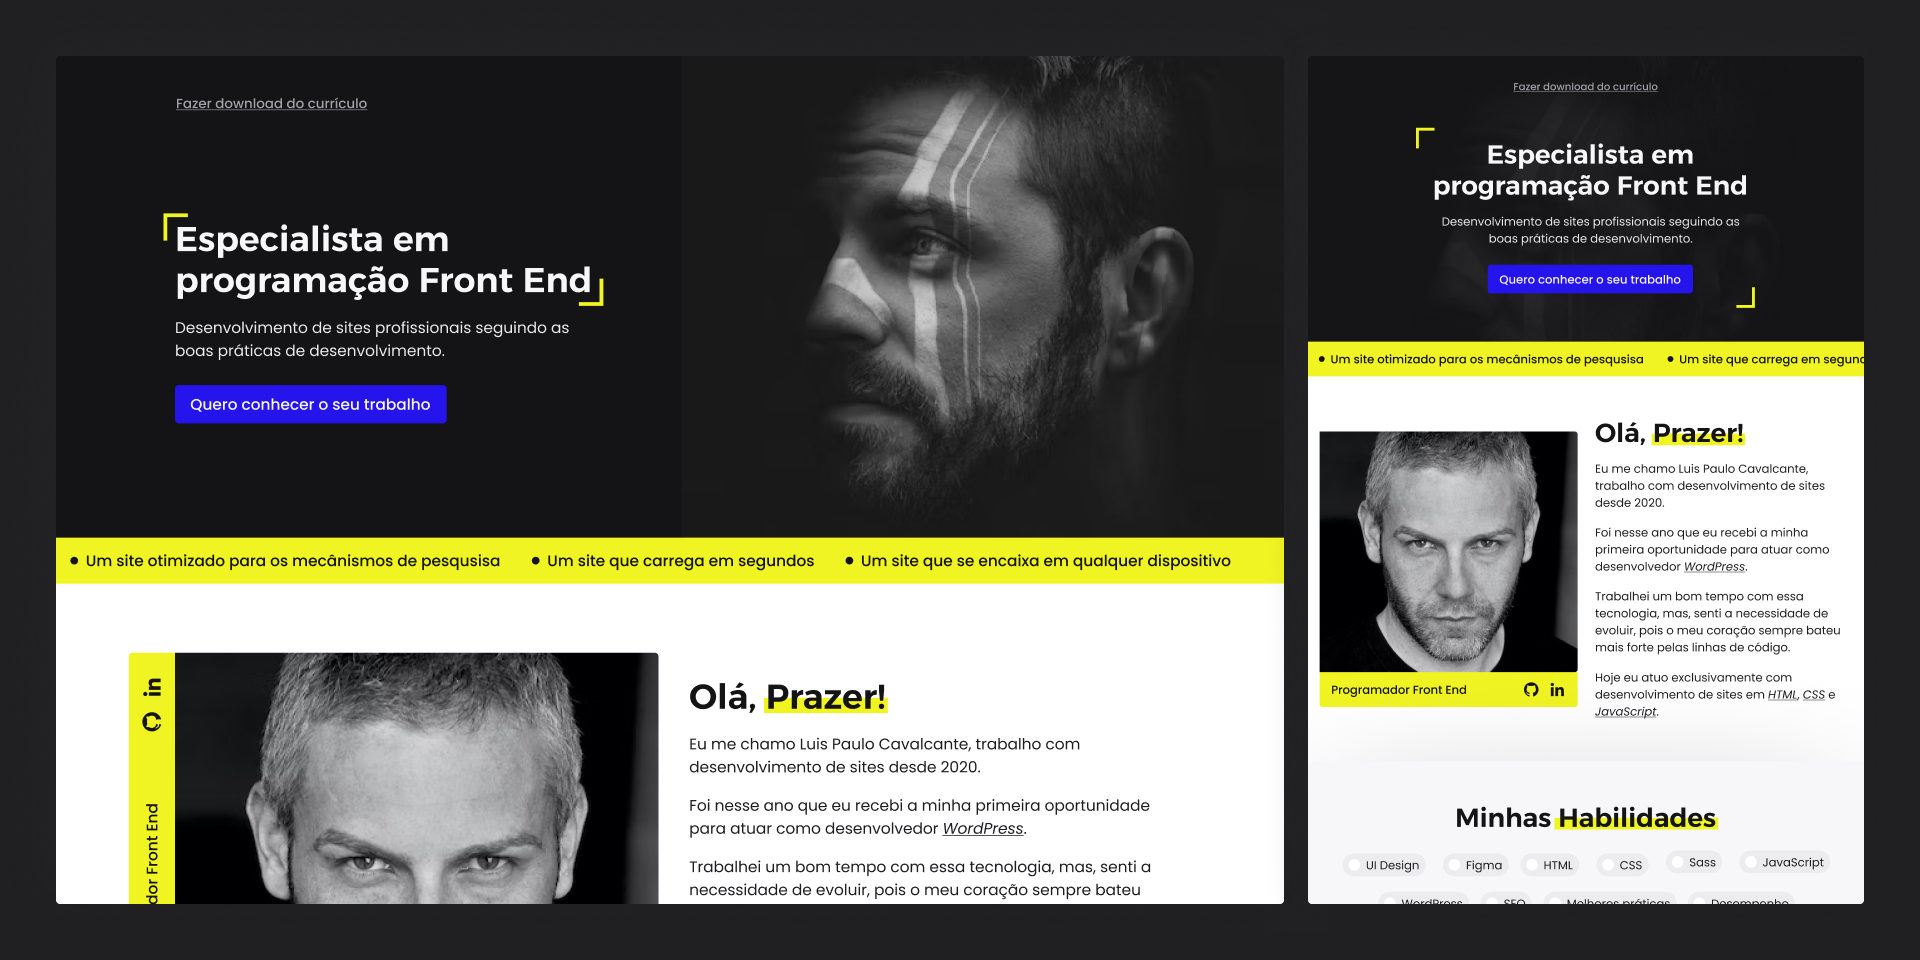 Fazer download do currículo
Especialista em
programação Front End
Desenvolvimento de sites profissionais seguindo as
boas práticas de desenvolvimento.
Quero conhecer o seu trabalho
• Um site otimizado para os mecânismos de pesqusisa • Um site que carrega em segundos • Um site que se encaixa em qualquer dispositivo
in
dor Front End
Olá, Prazer!
Eu me chamo Luis Paulo Cavalcante, trabalho com
desenvolvimento de sites desde 2020.
Foi nesse ano que eu recebi a minha primeira oportunidade
para atuar como desenvolvedor WordPress.
Trabalhei um bom tempo com essa tecnologia, mas, senti a
necessidade de evoluir, pois o meu coração sempre bateu
Fazer download do currículo
Especialista em
programação Front End
Desenvolvimento de sites profissionais seguindo as
boas práticas de desenvolvimento.
Quero conhecer o seu trabalho
• Um site otimizado para os mecânismos de pesqusisa • Um site que carrega em segund
Olá, Prazer!
Eu me chamo Luis Paulo Cavalcante,
trabalho com desenvolvimento de sites
desde 2020.
Foi nesse ano que eu recebi a minha
primeira oportunidade para atuar como
desenvolvedor WordPress.
Trabalhei um bom tempo com essa
tecnologia, mas, senti a necessidade de
evoluir, pois o meu coração sempre bateu
mais forte pelas linhas de código.
Hoje eu atuo exclusivamente com
desenvolvimento de sites em HTML, CSS e
JavaScript.
Programador Front End in
Minhas Habilidades
UI Design Figma HTML CSS Sass JavaScript
WordPress SEO Melhores práticas Desempenho